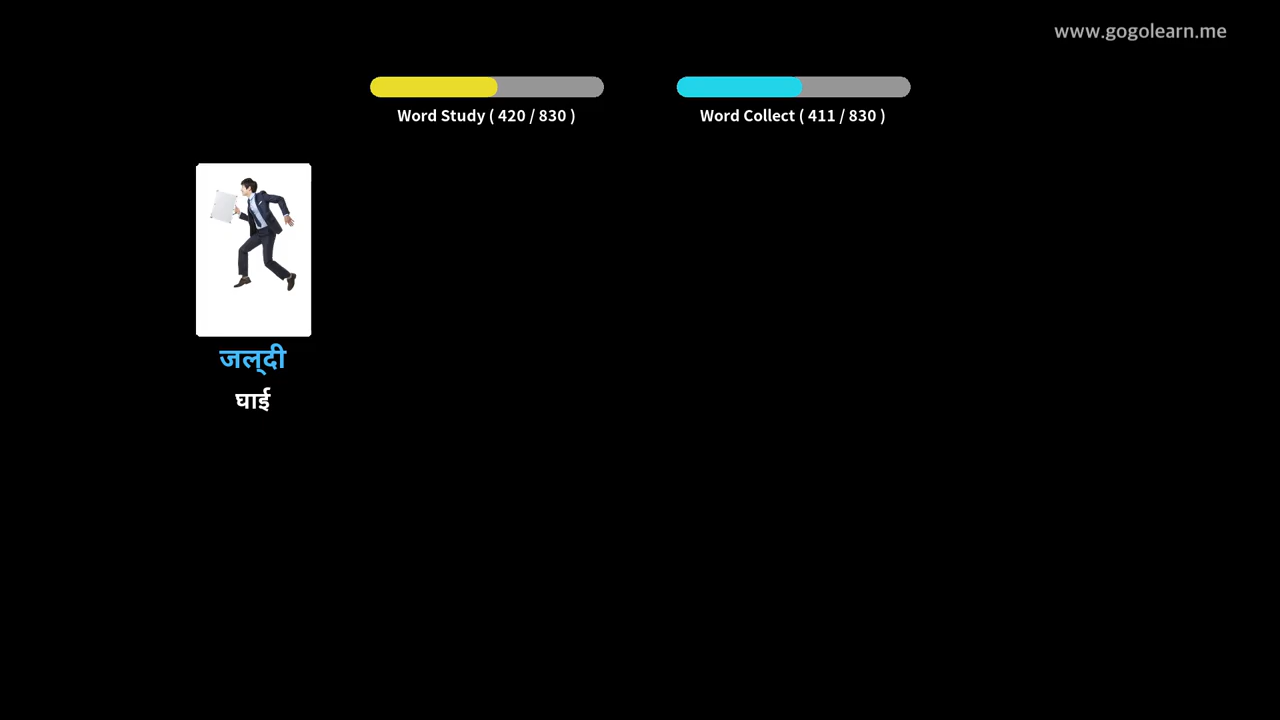 www.gogolearn.me
Word Study ( 420 / 830 )
Word Collect ( 411 / 830 )
जल्‌दी
घाई